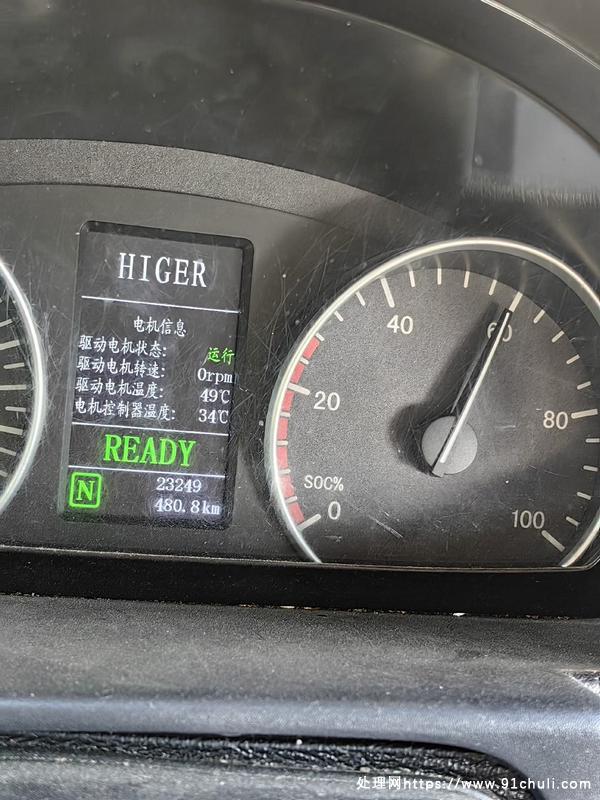 HIGER
电机信息
驱动电机状态: 运行
驱动电机转速: 0rpm
驱动电机温度: 49℃
电机控制器温度: 34℃
READY
N
23249
480.8km
0
20
40
60
80
100
SOC%
处理网https://www.91chuli.com